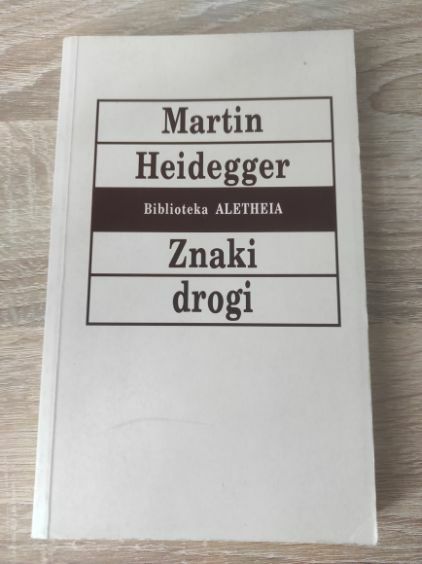 Martin
Heidegger
Biblioteka ALETHEIA
Znaki
drogi